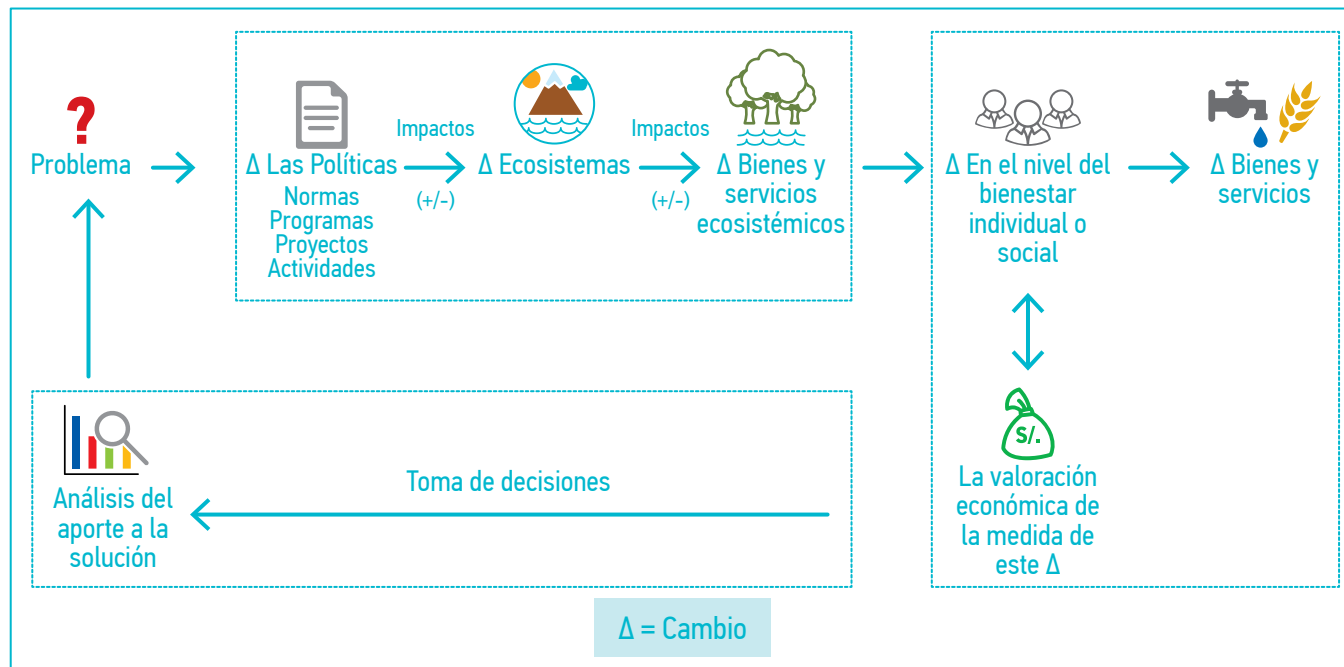 ?
Problema
Δ Las Políticas
Normas
Programas
Proyectos
Actividades
Impactos
(+/-)
Δ Ecosistemas
Impactos
(+/-)
Δ Bienes y
servicios
ecosistémicos
Δ En el nivel del
bienestar
individual o
social
Δ Bienes y
servicios
S/.
La valoración
económica de
la medida de
este Δ
Toma de decisiones
Análisis del
aporte a la
solución
Δ = Cambio